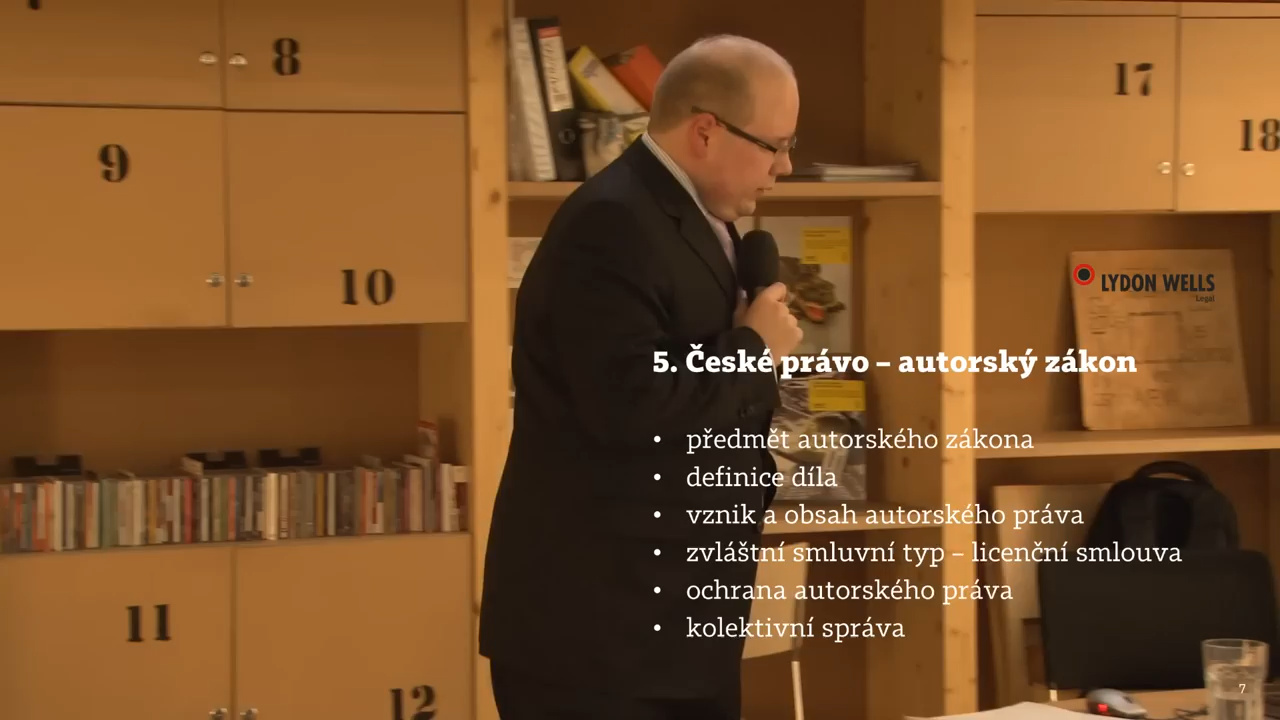 8
17
18
9
10
LYDON WELLS
Legal
5. České právo – autorský zákon
• předmět autorského zákona
• definice díla
• vznik a obsah autorského práva
• zvláštní smluvní typ – licenční smlouva
• ochrana autorského práva
• kolektivní správa
11
12
7